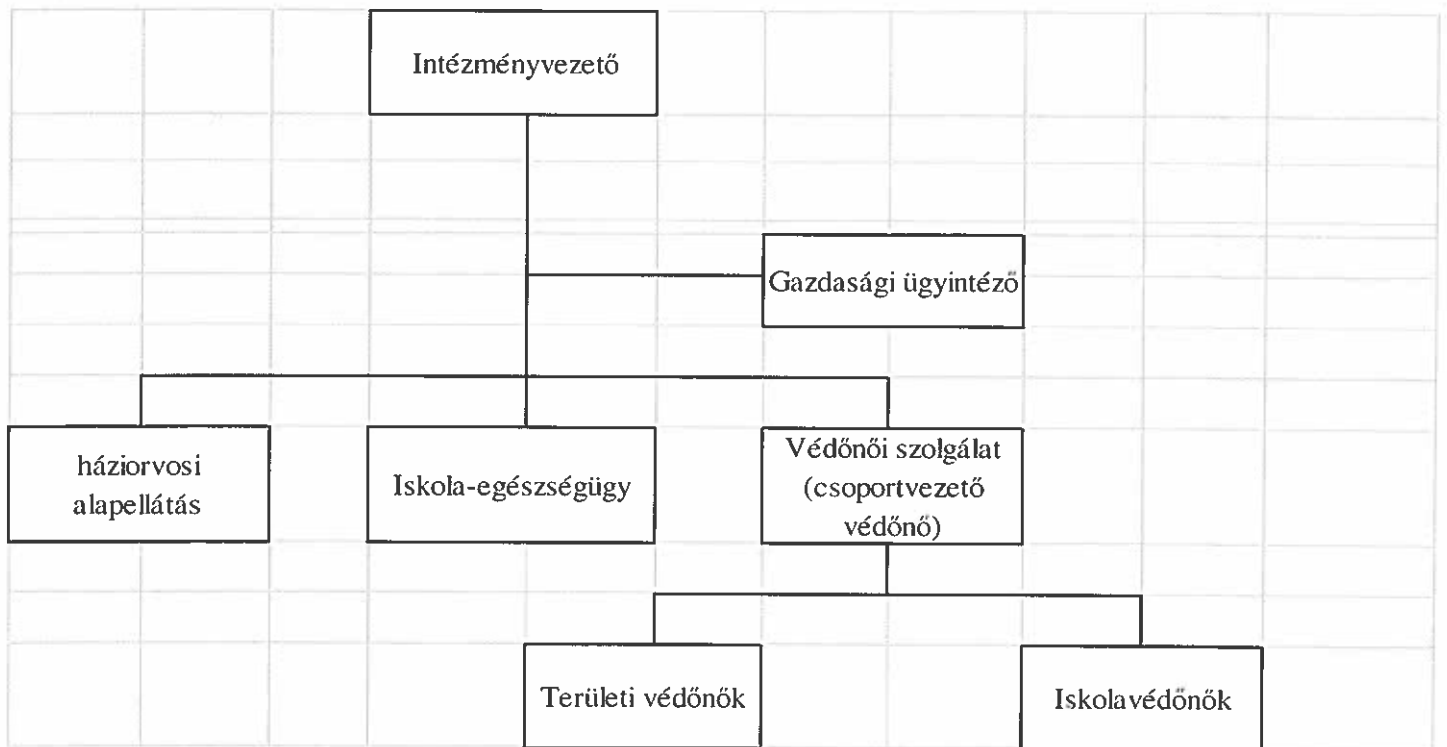 Intézményvezető
Gazdasági ügyintéző
háziorvosi
alapellátás
Iskola-egészségügy
Védőnői szolgálat
(csoportvezető
védőnő)
Területi védőnők
Iskolavédőnők